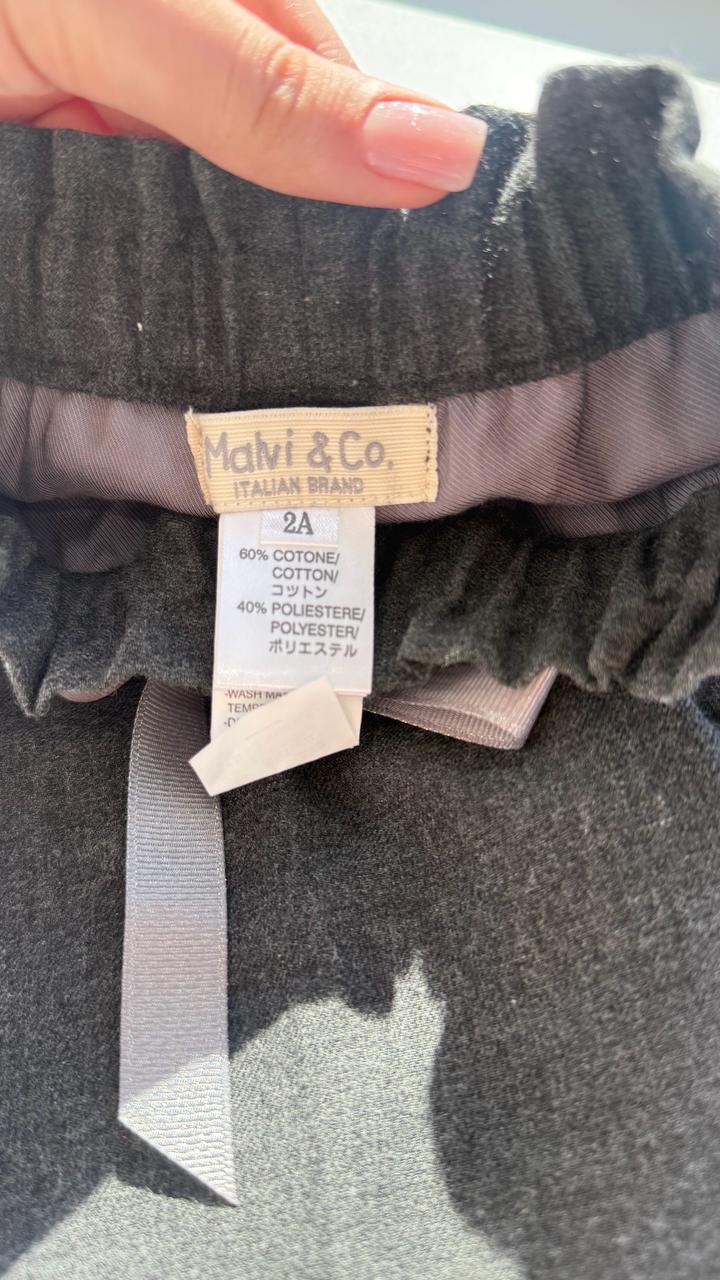 Malvi & Co.
ITALIAN BRAND
2A
60% COTONE/
COTTON/
コットン
40% POLIESTERE/
POLYESTER/
ポリエステル
-WASH